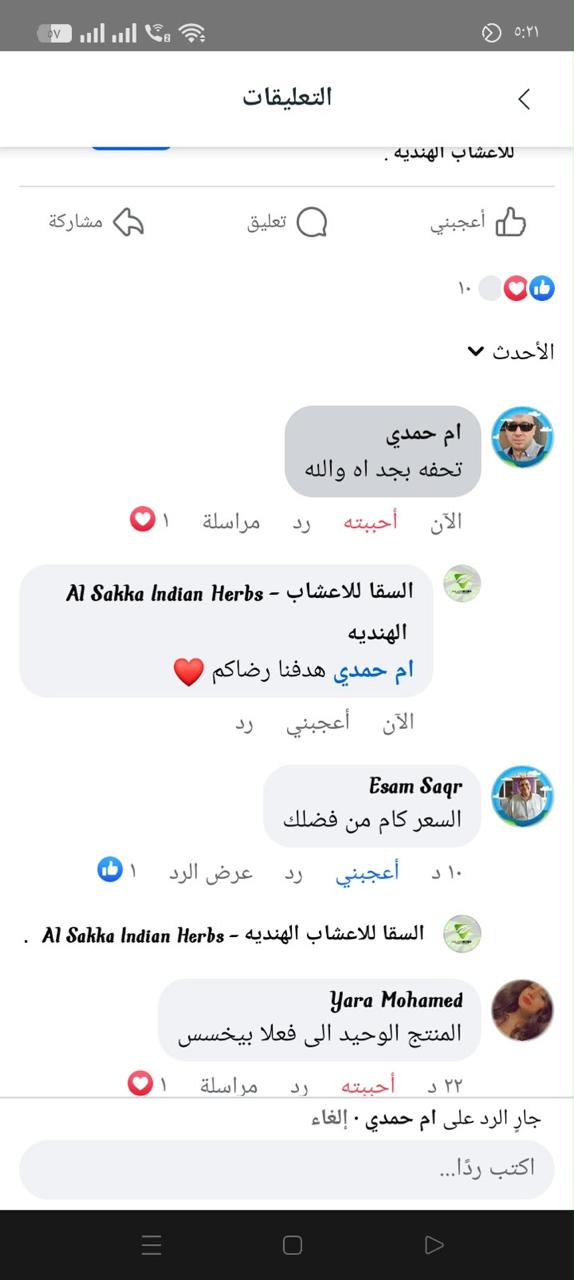 ٥٧
٥:٢١
التعليقات
للاعشاب الهنديه .
أعجبني
تعليق
مشاركة
١٠
الأحدث
ام حمدي
تحفه بجد اه والله
الآن أحببته رد مراسلة ١
السقا للاعشاب - Al Sakka Indian Herbs
الهنديه
ام حمدي هدفنا رضاكم ❤️
الآن أعجبني رد
Esam Saqr
السعر كام من فضلك
١٠ د أعجبني رد عرض الرد ١
السقا للاعشاب الهنديه - Al Sakka Indian Herbs .
Yara Mohamed
المنتج الوحيد الى فعلا بيخسس
٢٢ د أحببته رد مراسلة ١
جارٍ الرد على ام حمدي · إلغاء
اكتب ردًا...